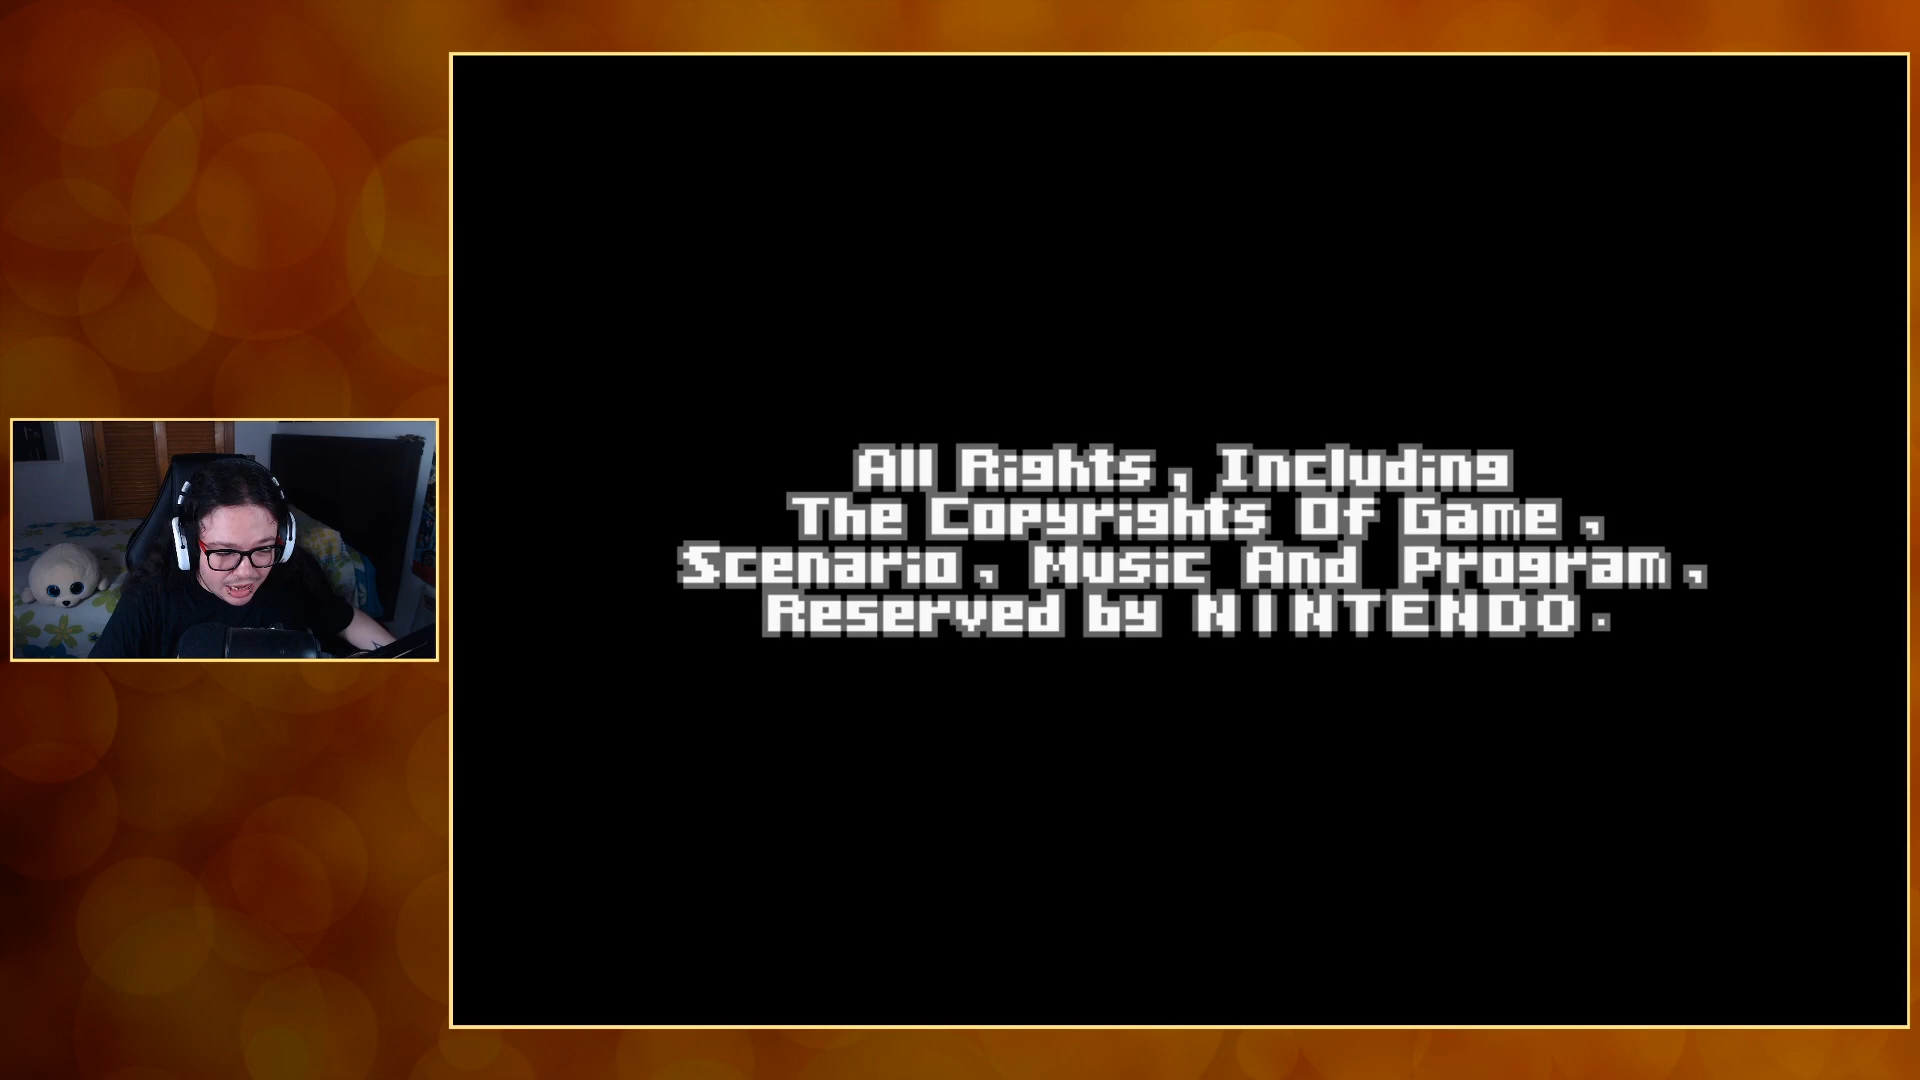 All Rights, Including
The Copyrights Of Game,
Scenario, Music And Program,
Reserved by NINTENDO.